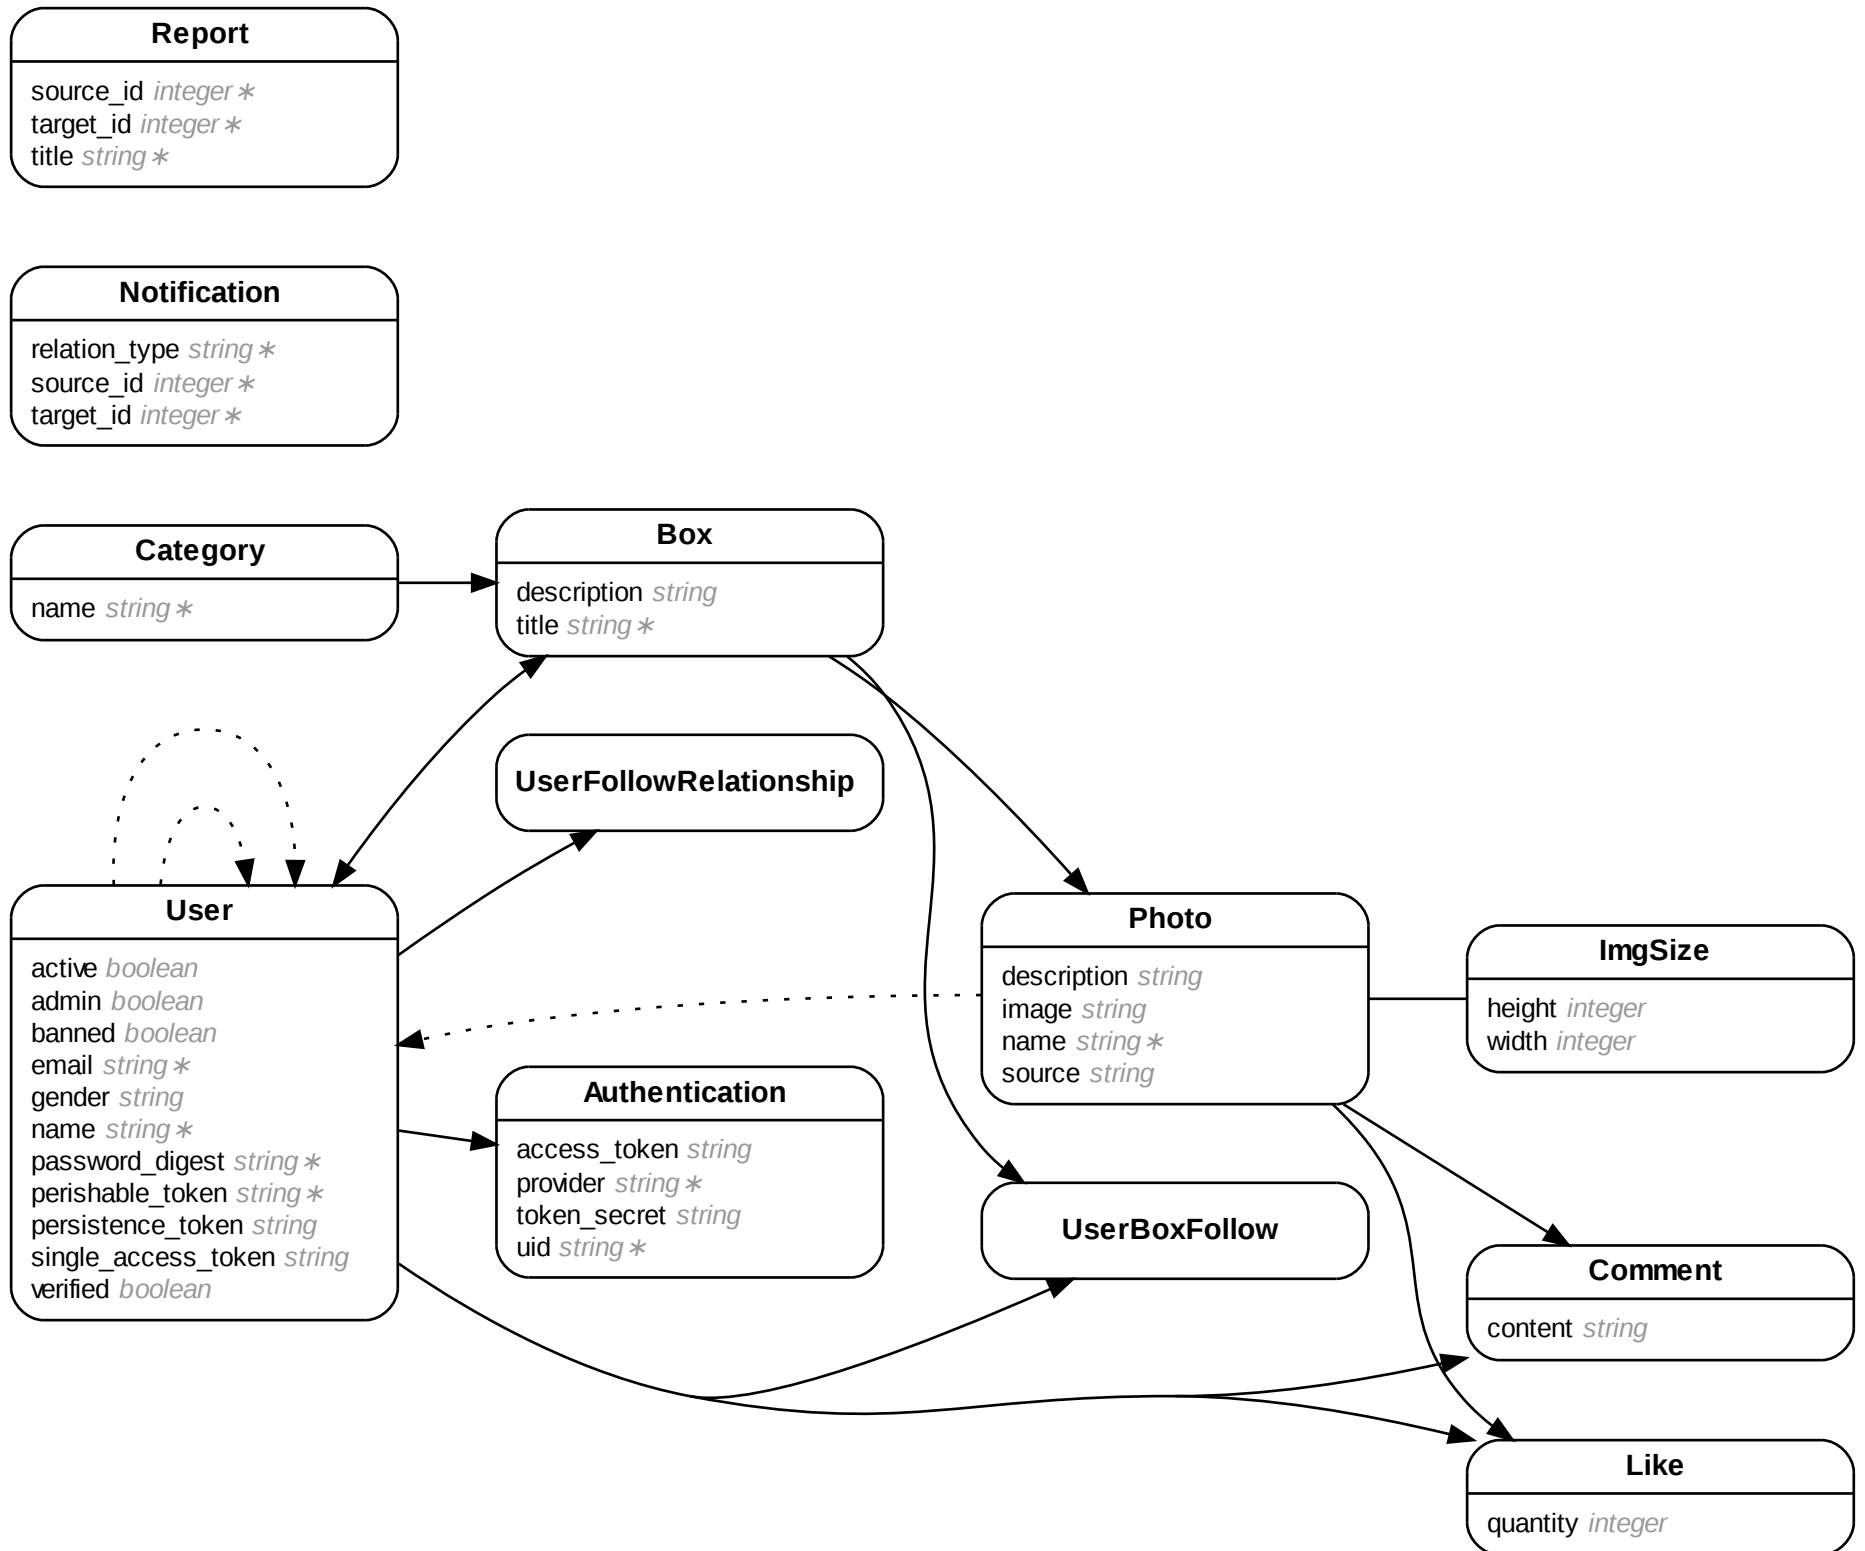 Report
source_id integer∗
target_id integer∗
title string∗
Notification
relation_type string∗
source_id integer∗
target_id integer∗
Category
name string∗
Box
description string
title string∗
UserFollowRelationship
User
active boolean
admin boolean
banned boolean
email string∗
gender string
name string∗
password_digest string∗
perishable_token string∗
persistence_token string
single_access_token string
verified boolean
Authentication
access_token string
provider string∗
token_secret string
uid string∗
Photo
description string
image string
name string∗
source string
UserBoxFollow
ImgSize
height integer
width integer
Comment
content string
Like
quantity integer